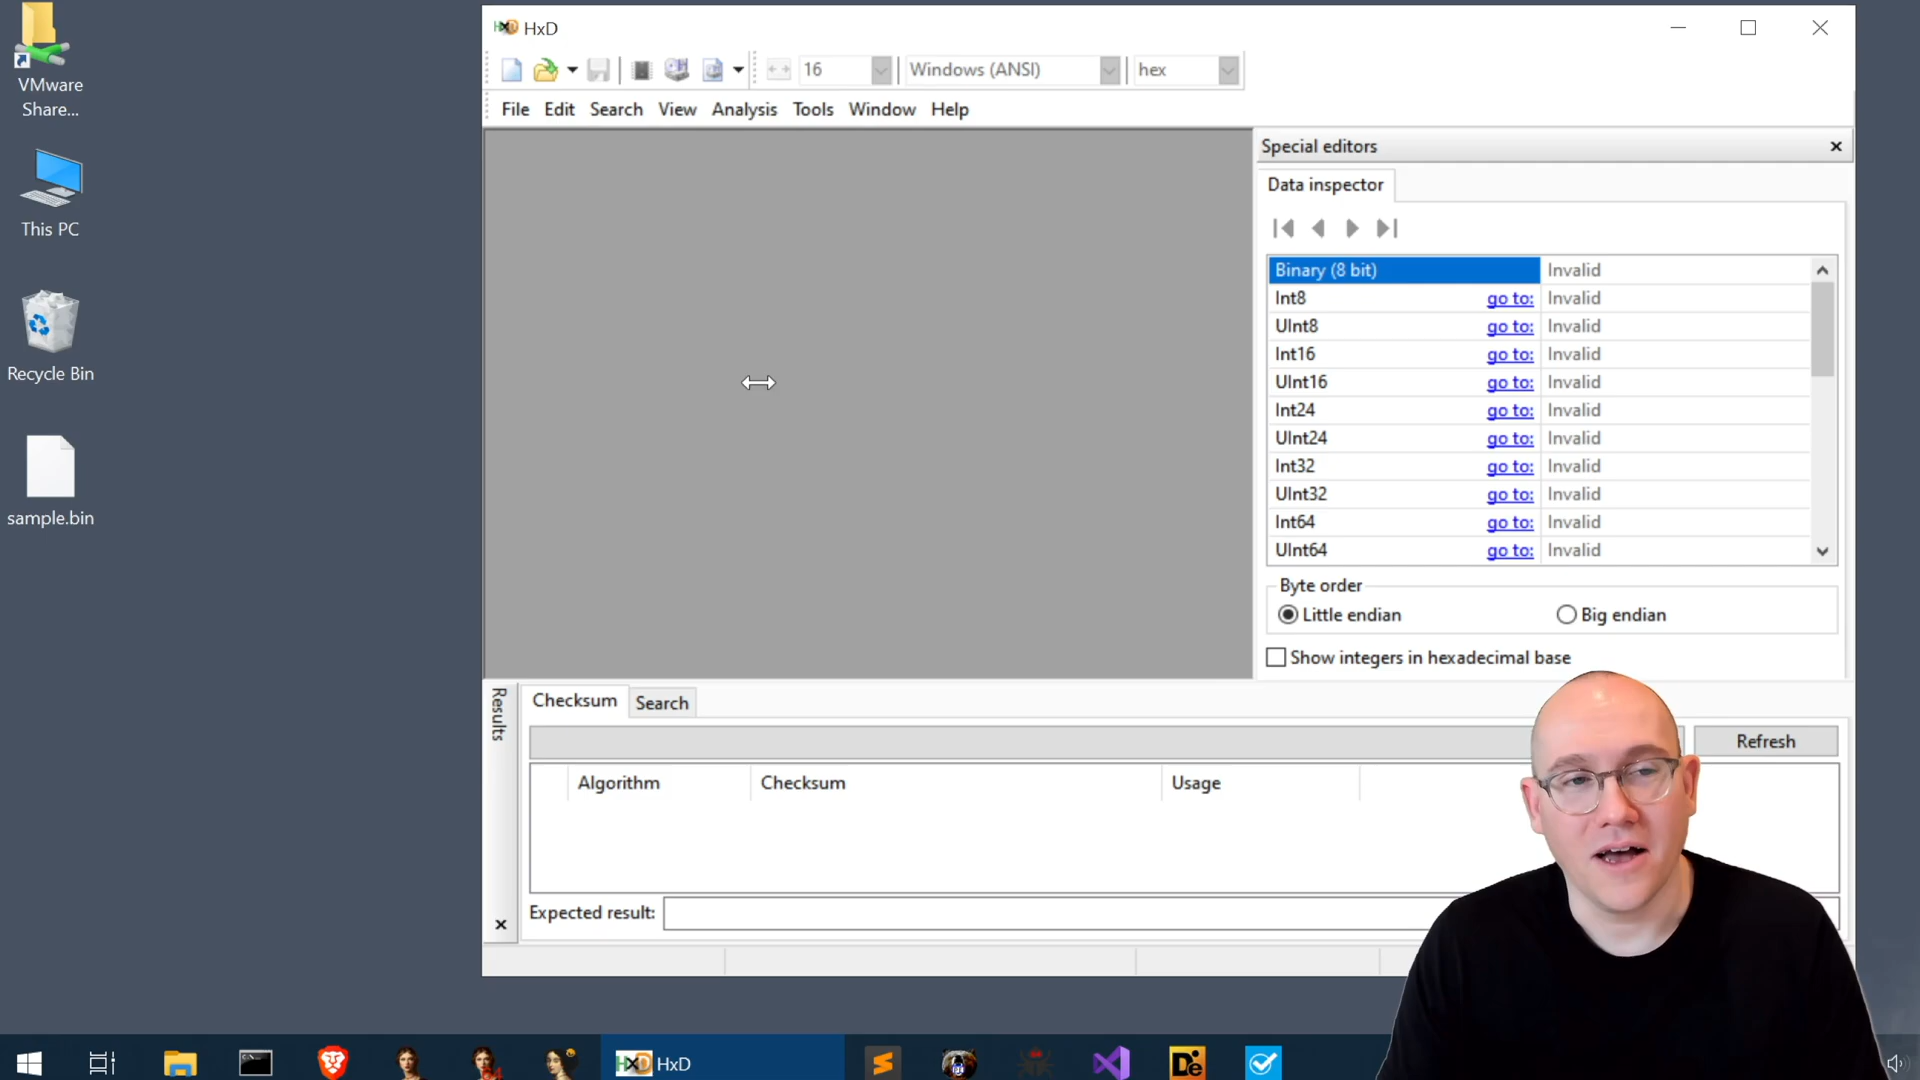 VMware
Share...
This PC
Recycle Bin
sample.bin
HxD
16
Windows (ANSI)
hex
File Edit Search View Analysis Tools Window Help
Special editors
Data inspector
Binary (8 bit) Invalid
Int8 go to: Invalid
UInt8 go to: Invalid
Int16 go to: Invalid
UInt16 go to: Invalid
Int24 go to: Invalid
UInt24 go to: Invalid
Int32 go to: Invalid
UInt32 go to: Invalid
Int64 go to: Invalid
UInt64 go to: Invalid
Byte order
Little endian Big endian
Show integers in hexadecimal base
Results
Checksum Search
Refresh
Algorithm Checksum Usage
Expected result:
HxD HxD
De